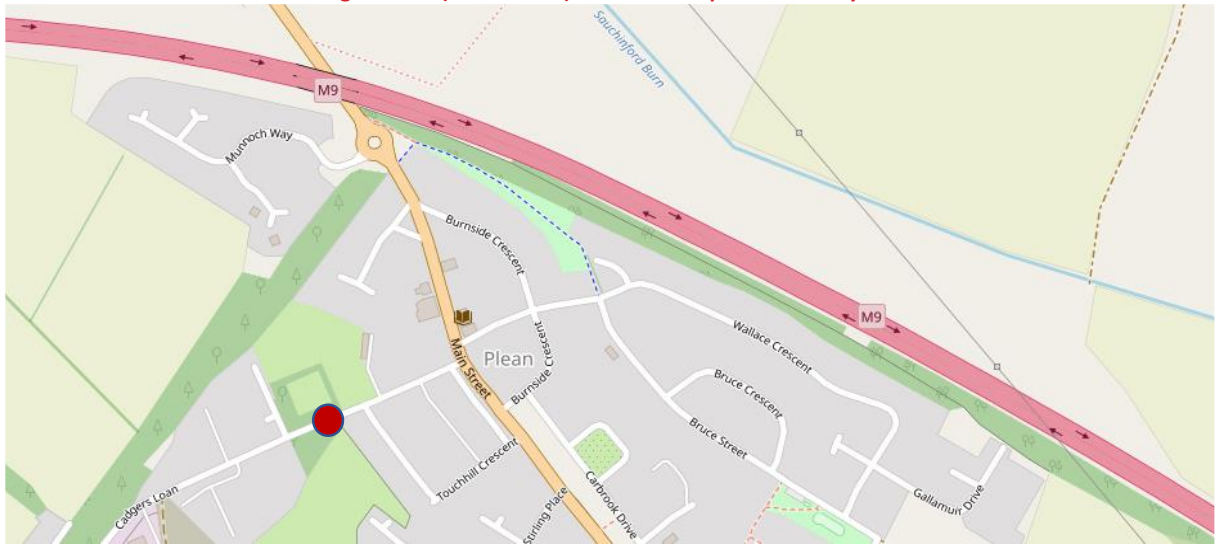 Sauchinford Burn
M9
Munnoch Way
Burnside Crescent
Wallace Crescent
M9
Main Street
Plean
Burnside Crescent
Bruce Crescent
Bruce Street
Touchhill Crescent
Cadgers Loan
Stirling Place
Carbrook Drive
Gallamuir Drive